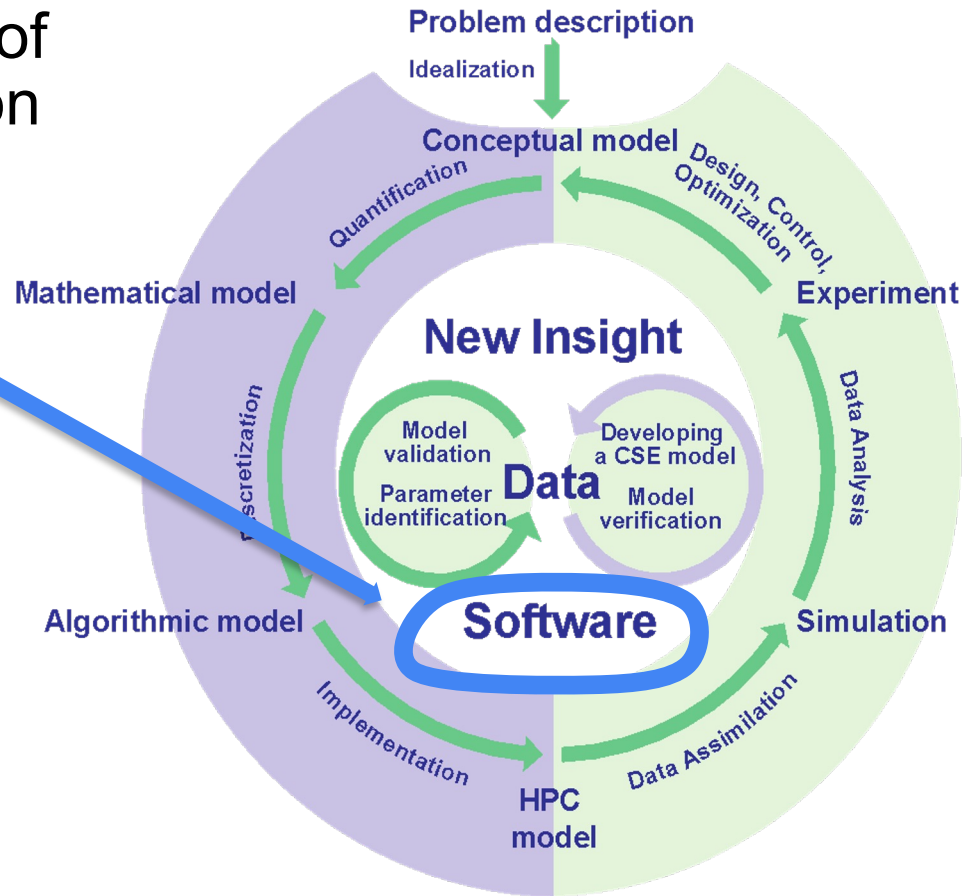 of
on
Problem description
Idealization
Conceptual model
Quantification
Design, Control,
Optimization
Mathematical model
Experiment
New Insight
Discretization
Data Analysis
Model
validation
Parameter
identification
Data
Developing
a CSE model
Model
verification
Software
Algorithmic model
Simulation
Implementation
Data Assimilation
HPC
model